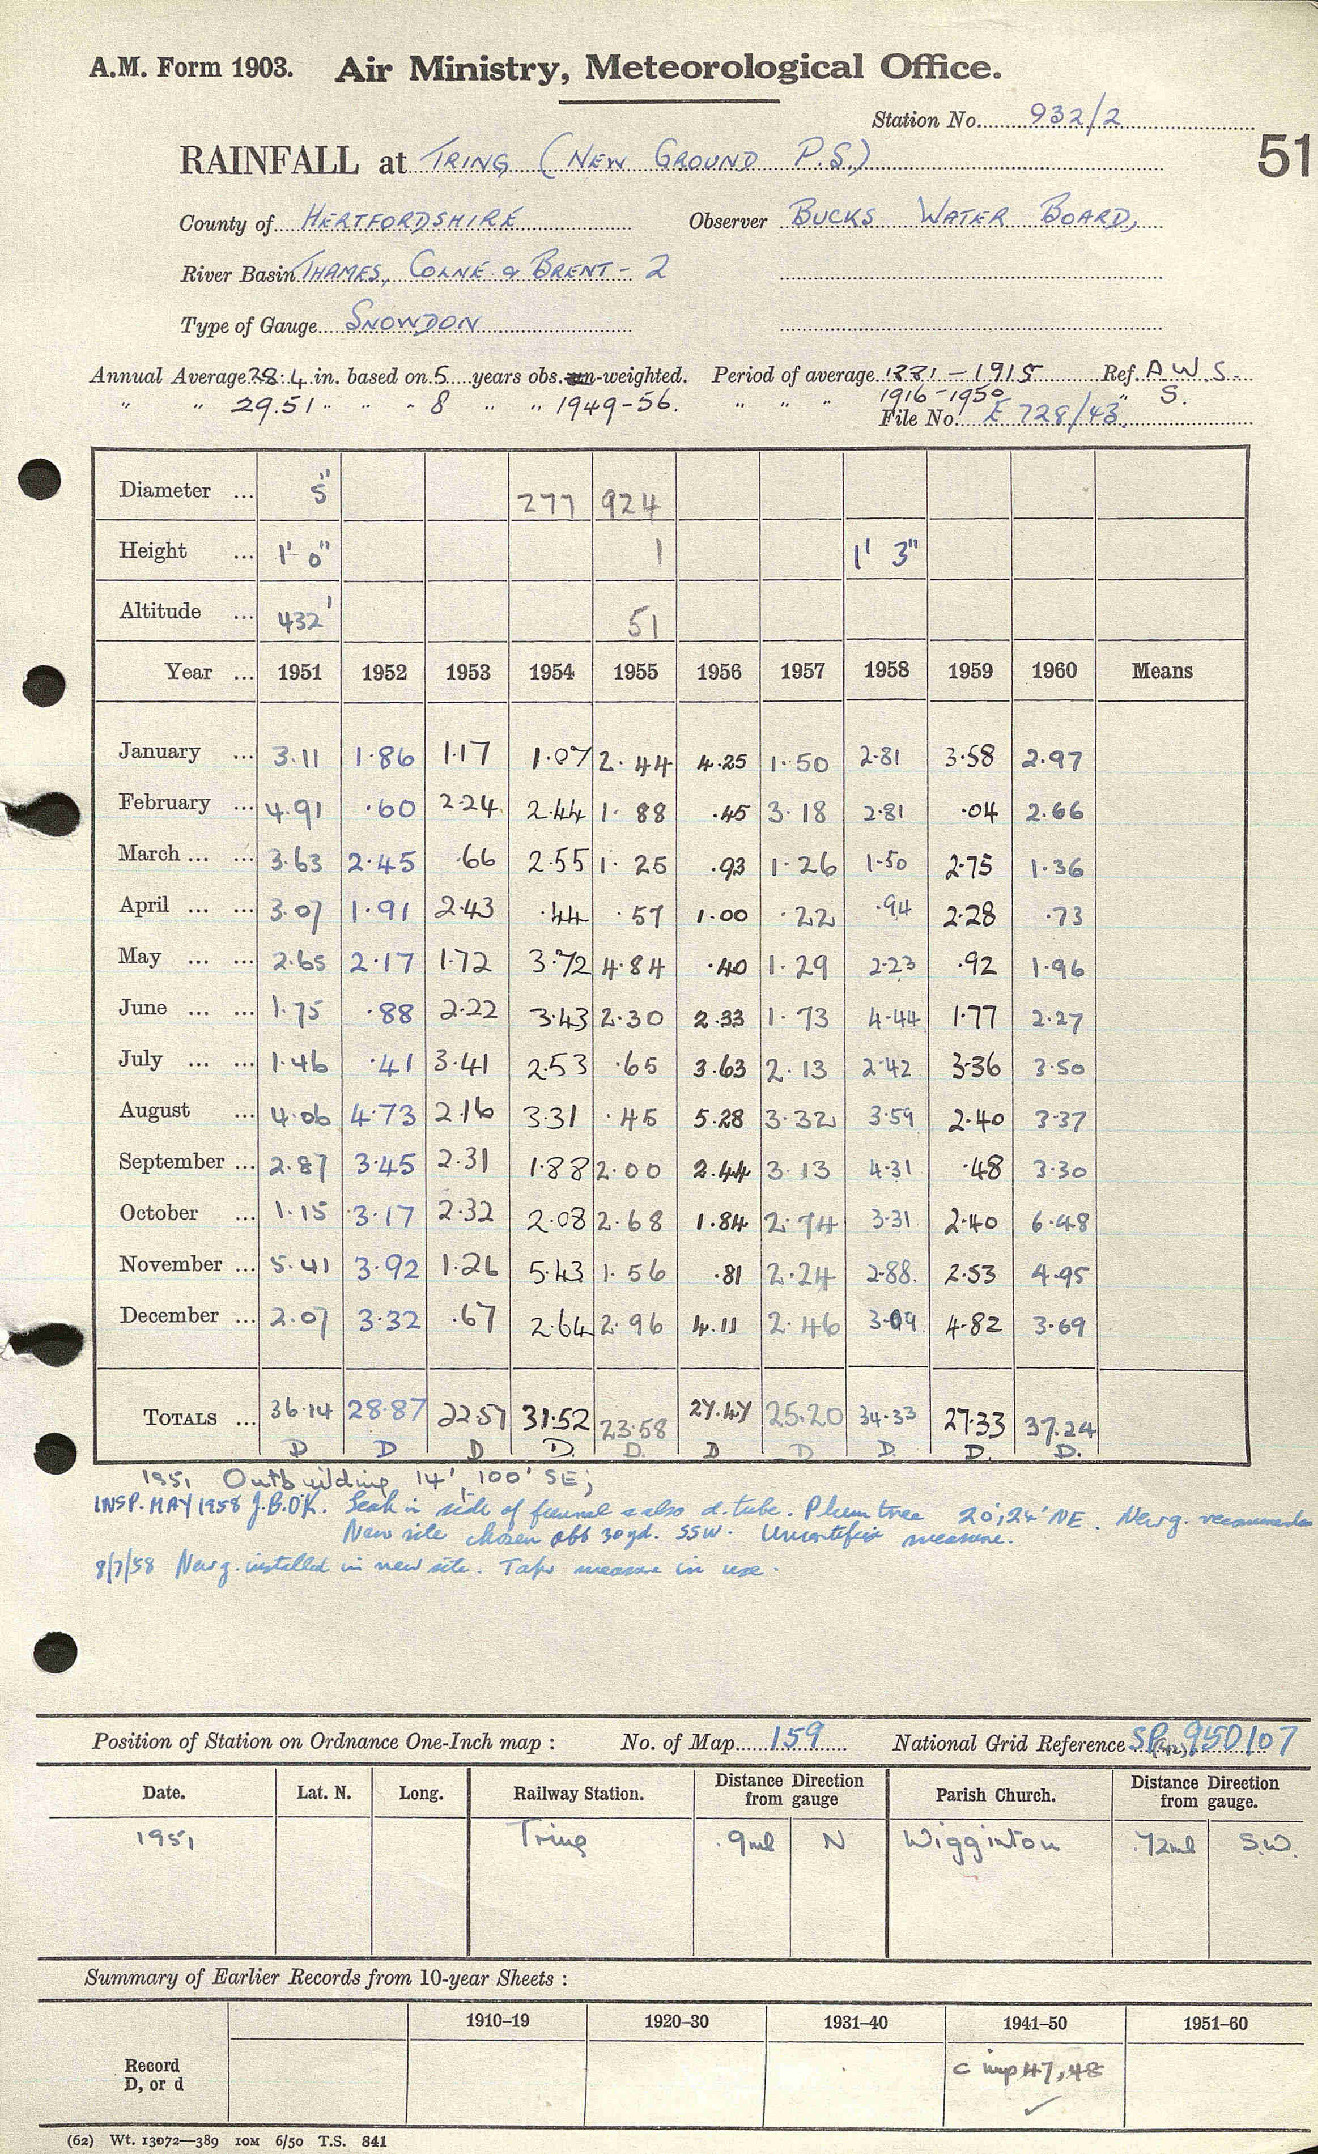 A.M. Form 1903. Air Ministry, Meteorological Office.
Station No. 932/2
RAINFALL at TRING (NEW GROUND P.S.) 51
County of HERTFORDSHIRE Observer BUCKS WATER BOARD,
River Basin THAMES, COLNE & BRENT - 2
Type of Gauge SNOWDON
Annual Average 28.4 in. based on 5 years obs. un-weighted. Period of average 1881-1915 Ref. A.W.S.
" " 29.51 " " " 8 " " 1949-56. " " " 1916-1950 " S.
File No. E 728/43
Diameter ... 5" 277 924
Height ... 1' 0" 1 1' 3"
Altitude ... 432' 51
Year ... 1951 1952 1953 1954 1955 1956 1957 1958 1959 1960 Means
January ... 3.11 1.86 1.17 1.07 2.44 4.25 1.50 2.81 3.58 2.97
February ... 4.91 .60 2.24 2.44 1.88 .45 3.18 2.81 .04 2.66
March ... ... 3.63 2.45 .66 2.55 1.25 .93 1.26 1.50 2.75 1.36
April ... ... 3.07 1.91 2.43 .44 .57 1.00 .22 .94 2.28 .73
May ... ... 2.65 2.17 1.72 3.72 4.84 .40 1.29 2.23 .92 1.96
June ... ... 1.75 .88 2.22 3.43 2.30 2.33 1.73 4.44 1.77 2.27
July ... ... 1.46 .41 3.41 2.53 .65 3.63 2.13 2.42 3.36 3.50
August ... 4.06 4.73 2.16 3.31 .45 5.28 3.32 3.59 2.40 3.37
September ... 2.87 3.45 2.31 1.88 2.00 2.44 3.13 4.31 .48 3.30
October ... 1.15 3.17 2.32 2.08 2.68 1.84 2.74 3.31 2.40 6.48
November ... 5.41 3.92 1.26 5.43 1.56 .81 2.24 2.88 2.53 4.95
December ... 2.07 3.32 .67 2.64 2.96 4.11 2.46 3.09 4.82 3.69
TOTALS ... 36.14 28.87 22.57 31.52 23.58 27.47 25.20 34.33 27.33 37.24
D D D D. D. D D D. D. D.
1951 Outbuilding 14', 100' SE;
INSP. MAY 1958 J.B.OK. Leak in side of funnel & also d. tube. Plum tree 20', 24' NE. New g. recommended
New site chosen abt 30 yd. SSW. Uncertified measure.
8/7/58 New g. installed in new site. Taper measure in use.
Position of Station on Ordnance One-Inch map : No. of Map 159 National Grid Reference SP (42) 950107
Date. Lat. N. Long. Railway Station. Distance Direction from gauge Parish Church. Distance Direction from gauge.
1951 Tring .9ml N Wigginton .72ml S.W.
Summary of Earlier Records from 10-year Sheets :
1910–19 1920–30 1931–40 1941–50 1951–60
Record
D, or d c imp 47, 48
(62) Wt. 13072—389 10M 6/50 T.S. 841